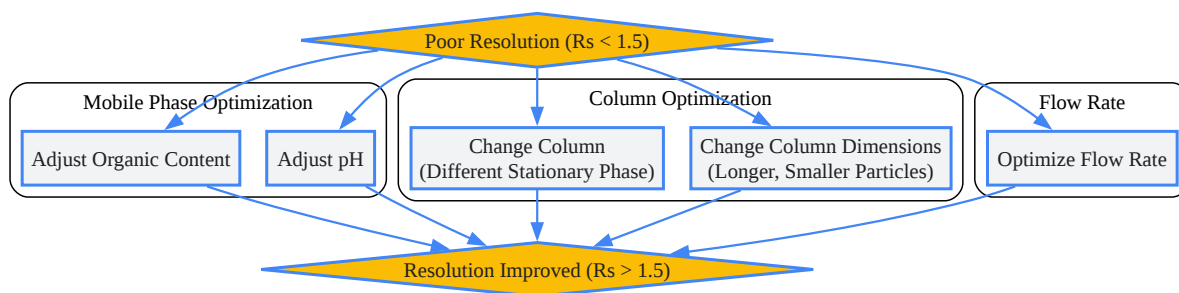 Poor Resolution (Rs < 1.5)
Mobile Phase Optimization
Column Optimization
Flow Rate
Adjust Organic Content
Adjust pH
Change Column
(Different Stationary Phase)
Change Column Dimensions
(Longer, Smaller Particles)
Optimize Flow Rate
Resolution Improved (Rs > 1.5)